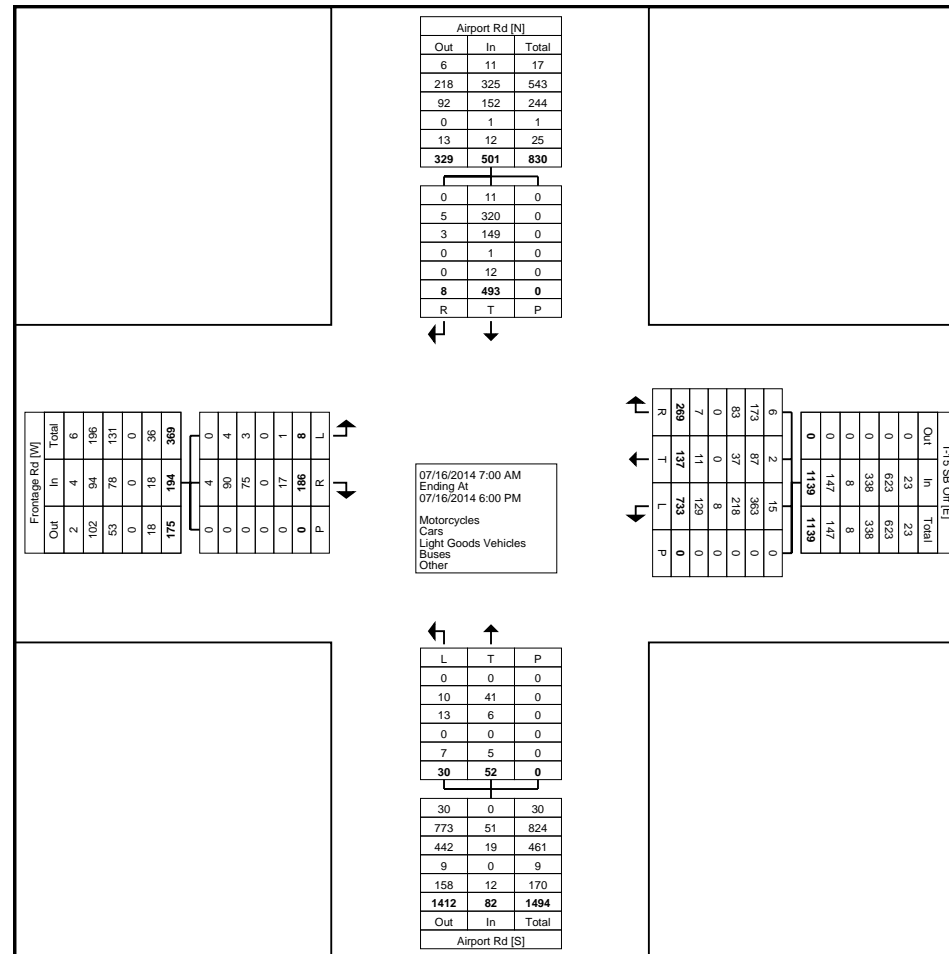 Airport Rd [N]
Out In Total
6 11 17
218 325 543
92 152 244
0 1 1
13 12 25
329 501 830
0 11 0
5 320 0
3 149 0
0 1 0
0 12 0
8 493 0
R T P
Frontage Rd [W]
Out In Total
2 4 6
102 94 196
53 78 131
0 0 0
18 18 36
175 194 369
0 4 0
0 90 4
0 75 3
0 0 0
0 17 1
0 186 8
P R L
07/16/2014 7:00 AM
Ending At
07/16/2014 6:00 PM
Motorcycles
Cars
Light Goods Vehicles
Buses
Other
I-15 SB Off [E]
Out In Total
0 23 23
0 623 623
0 338 338
0 8 8
0 147 147
0 1139 1139
6 2 15 0
173 87 363 0
83 37 218 0
0 0 8 0
7 11 129 0
269 137 733 0
R T L P
L T P
0 0 0
10 41 0
13 6 0
0 0 0
7 5 0
30 52 0
30 0 30
773 51 824
442 19 461
9 0 9
158 12 170
1412 82 1494
Out In Total
Airport Rd [S]